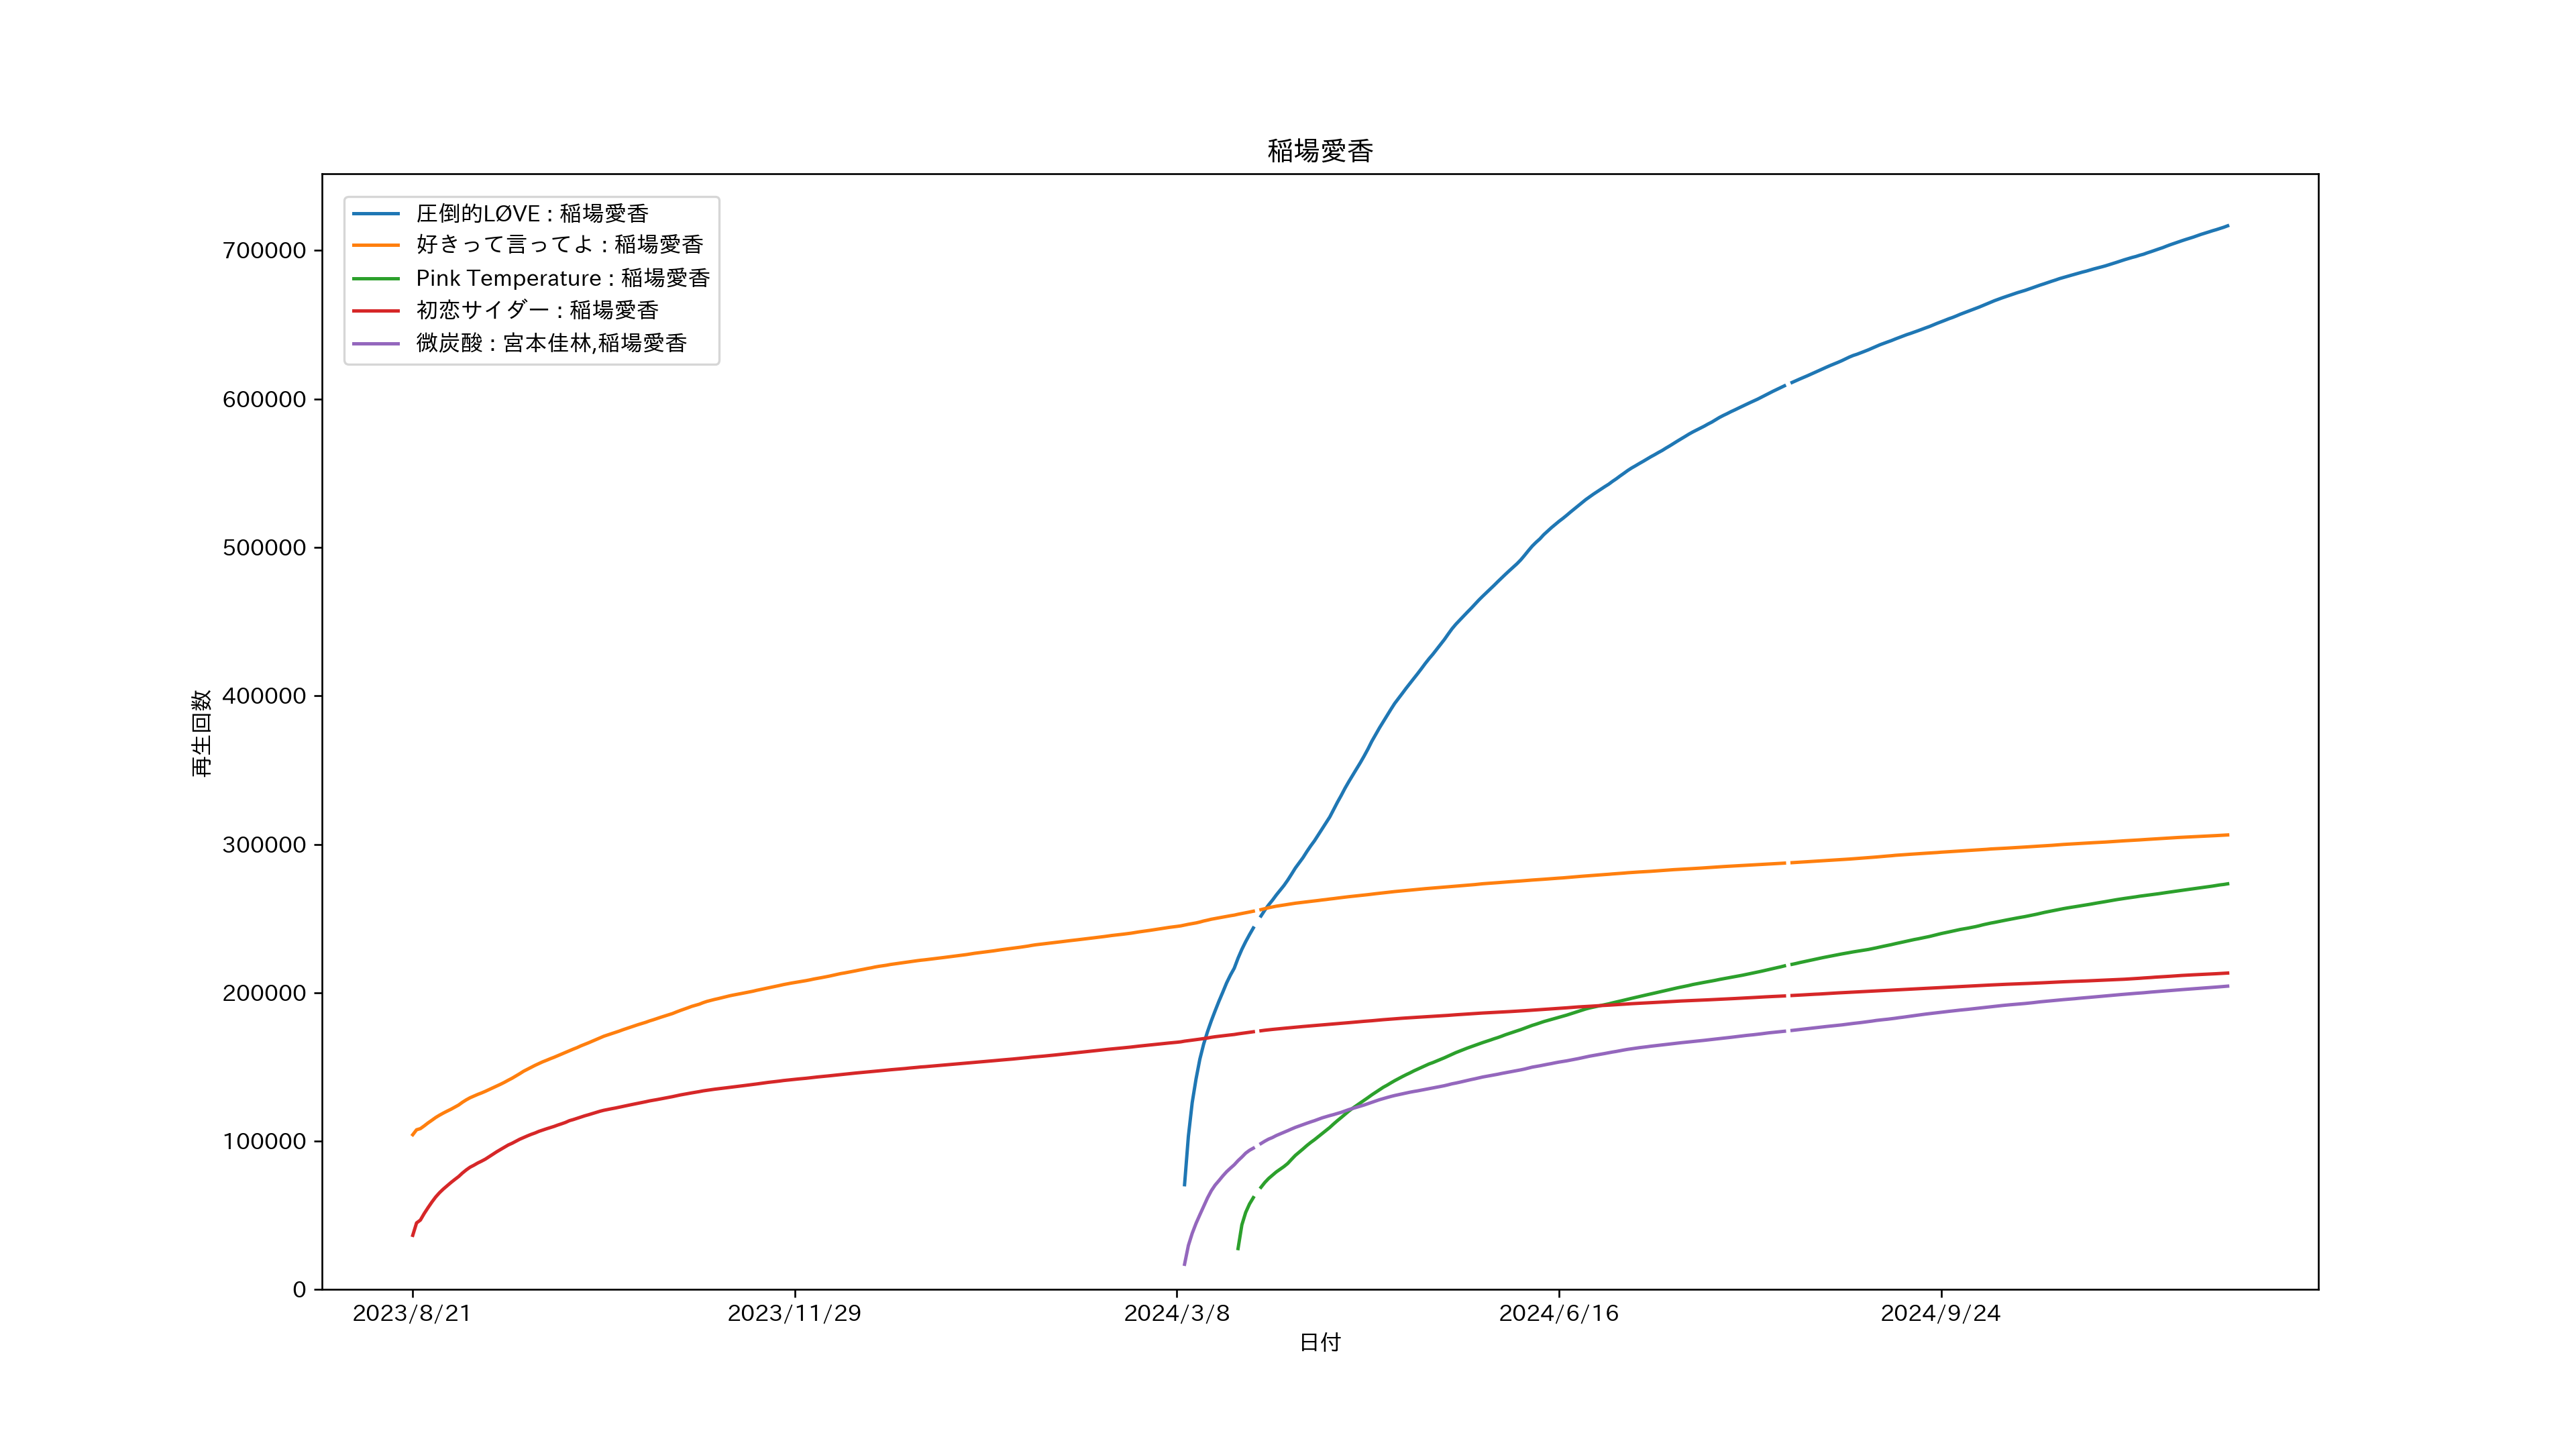 稲場愛香
圧倒的LØVE : 稲場愛香
好きって言ってよ : 稲場愛香
Pink Temperature : 稲場愛香
初恋サイダー : 稲場愛香
微炭酸 : 宮本佳林,稲場愛香
再生回数
700000
600000
500000
400000
300000
200000
100000
0
2023/8/21
2023/11/29
2024/3/8
2024/6/16
2024/9/24
日付